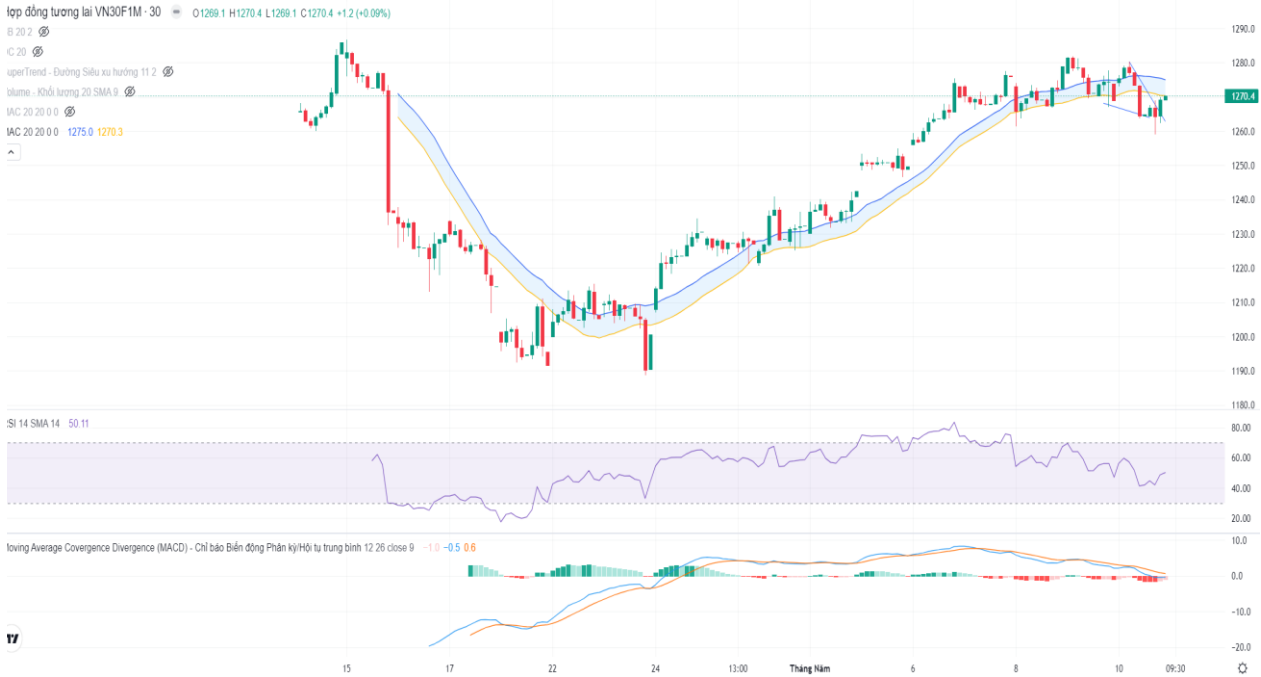 Hợp đồng tương lai VN30F1M · 30 O1269.1 H1270.4 L1269.1 C1270.4 +1.2 (+0.09%)
BB 20 2
DC 20
SuperTrend - Đường Siêu xu hướng 11 2
Volume - Khối lượng 20 SMA 9
MAC 20 20 0 0
MAC 20 20 0 0 1275.0 1270.3
1290.0
1280.0
1270.4
1260.0
1250.0
1240.0
1230.0
1220.0
1210.0
1200.0
1190.0
1180.0
RSI 14 SMA 14 50.11
80.00
60.00
40.00
20.00
Moving Average Covergence Divergence (MACD) - Chỉ báo Biến động Phân kỳ/Hội tụ trung bình 12 26 close 9 −1.0 −0.5 0.6
10.0
0.0
−10.0
−20.0
15 17 22 24 13:00 Tháng Năm 6 8 10 09:30